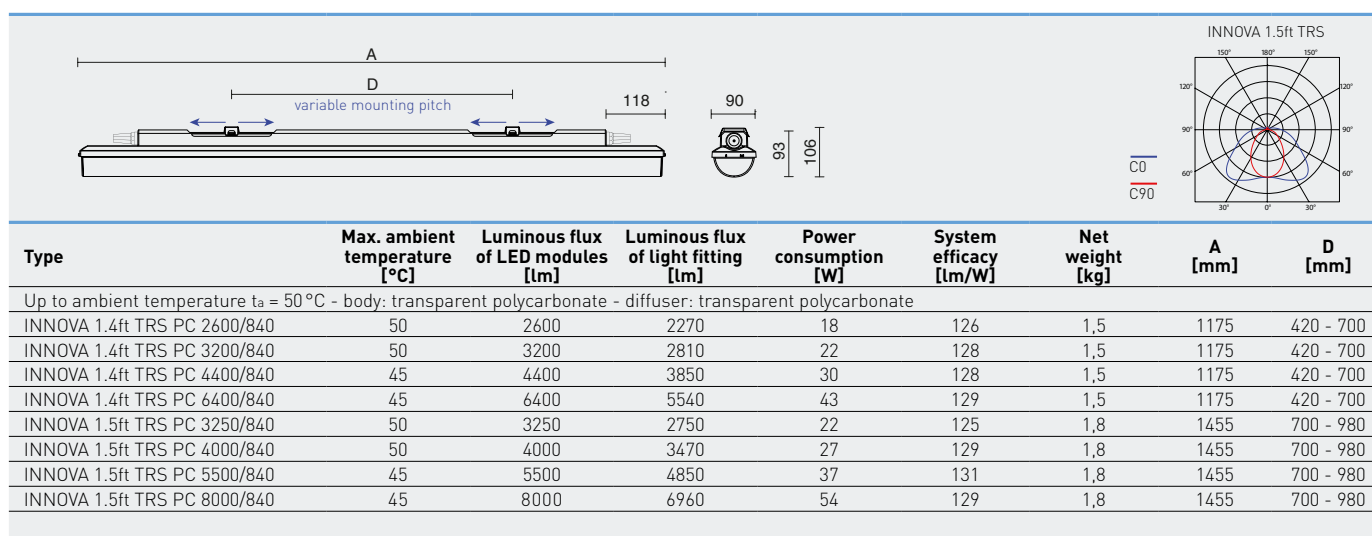 A
D
variable mounting pitch
118
90
93
106
INNOVA 1.5ft TRS
150° 180° 150°
120° 120°
90° 90°
60° 60°
30° 0° 30°
C0
C90
Type Max. ambient temperature [°C] Luminous flux of LED modules [lm] Luminous flux of light fitting [lm] Power consumption [W] System efficacy [lm/W] Net weight [kg] A [mm] D [mm]
Up to ambient temperature ta = 50 °C - body: transparent polycarbonate - diffuser: transparent polycarbonate
INNOVA 1.4ft TRS PC 2600/840 50 2600 2270 18 126 1,5 1175 420 - 700
INNOVA 1.4ft TRS PC 3200/840 50 3200 2810 22 128 1,5 1175 420 - 700
INNOVA 1.4ft TRS PC 4400/840 45 4400 3850 30 128 1,5 1175 420 - 700
INNOVA 1.4ft TRS PC 6400/840 45 6400 5540 43 129 1,5 1175 420 - 700
INNOVA 1.5ft TRS PC 3250/840 50 3250 2750 22 125 1,8 1455 700 - 980
INNOVA 1.5ft TRS PC 4000/840 50 4000 3470 27 129 1,8 1455 700 - 980
INNOVA 1.5ft TRS PC 5500/840 45 5500 4850 37 131 1,8 1455 700 - 980
INNOVA 1.5ft TRS PC 8000/840 45 8000 6960 54 129 1,8 1455 700 - 980